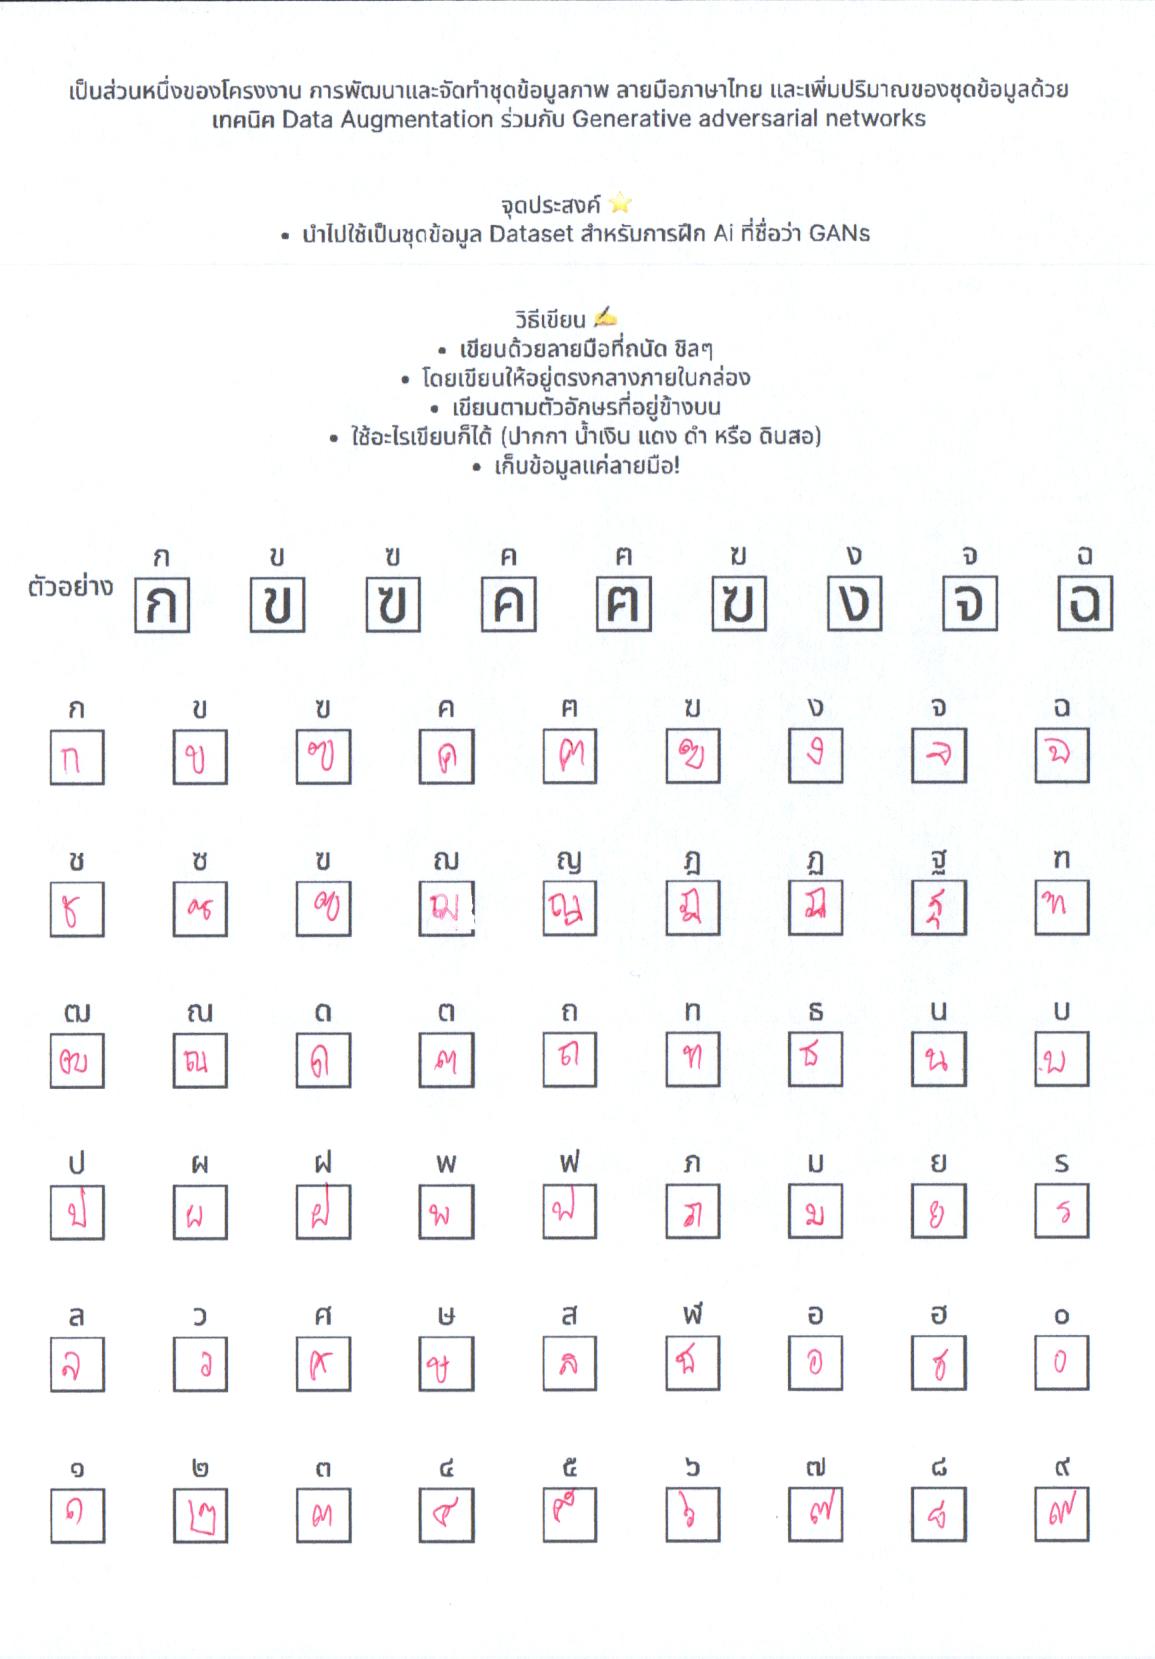 เป็นส่วนหนึ่งของโครงงาน การพัฒนาและจัดทำชุดข้อมูลภาพ ลายมือภาษาไทย และเพิ่มปริมาณของชุดข้อมูลด้วย
เทคนิค Data Augmentation ร่วมกับ Generative adversarial networks
จุดประสงค์ ⭐
• นำไปใช้เป็นชุดข้อมูล Dataset สำหรับการฝึก Ai ที่ชื่อว่า GANs
วิธีเขียน ✍️
• เขียนด้วยลายมือที่ถนัด ชิลๆ
• โดยเขียนให้อยู่ตรงกลางภายในกล่อง
• เขียนตามตัวอักษรที่อยู่ข้างบน
• ใช้อะไรเขียนก็ได้ (ปากกา น้ำเงิน แดง ดำ หรือ ดินสอ)
• เก็บข้อมูลแค่ลายมือ!
ก ข ฃ ค ฅ ฆ ง จ ฉ
ตัวอย่าง ก ข ฃ ค ฅ ฆ ง จ ฉ
ก ข ฃ ค ฅ ฆ ง จ ฉ
ก ข ฃ ค ฅ ฆ ง จ ฉ
ช ซ ฃ ฌ ญ ฎ ฏ ฐ ฑ
ช ซ ฃ ฌ ญ ฎ ฏ ฐ ฑ
ฒ ณ ด ต ถ ท ธ น บ
ฒ ณ ด ต ถ ท ธ น บ
ป ผ ฝ พ ฟ ภ ม ย ร
ป ผ ฝ พ ฟ ภ ม ย ร
ล ว ศ ษ ส ฬ อ ฮ ๐
ล ว ศ ษ ส ฬ อ ฮ ๐
๑ ๒ ๓ ๔ ๕ ๖ ๗ ๘ ๙
๑ ๒ ๓ ๔ ๕ ๖ ๗ ๘ ๙